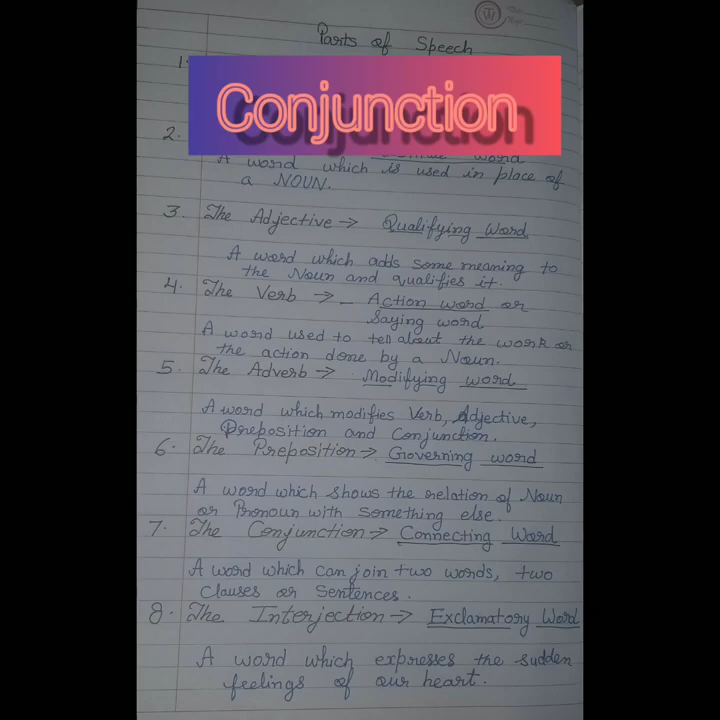 Parts of Speech
1.
Conjunction
2.
word
A word which is used in place of
a NOUN.
3. The Adjective → Qualifying Word
A word which adds some meaning to
the Noun and qualifies it.
4. The Verb → Action word or
Saying word
A word used to tell about the work or
the action done by a Noun.
5. The Adverb → Modifying word
A word which modifies Verb, Adjective,
Preposition and Conjunction.
6. The Preposition → Governing word
A word which shows the relation of Noun
or Pronoun with something else.
7. The Conjunction → Connecting Word
A word which can join two words, two
Clauses or Sentences.
8. The Interjection → Exclamatory Word
A word which expresses the sudden
feelings of our heart.